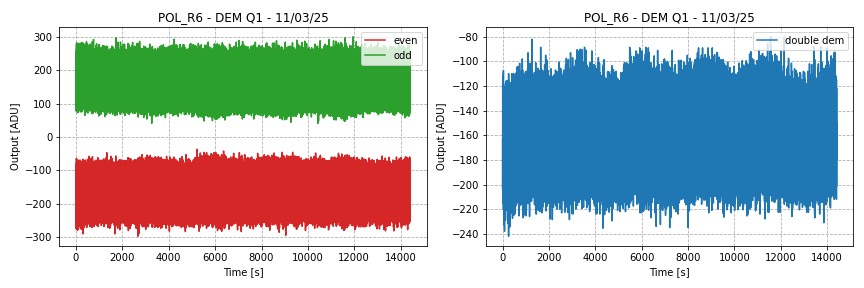 POL_R6 - DEM Q1 - 11/03/25
even
odd
300
200
100
0
−100
−200
−300
Output [ADU]
0 2000 4000 6000 8000 10000 12000 14000
Time [s]
POL_R6 - DEM Q1 - 11/03/25
double dem
−80
−100
−120
−140
−160
−180
−200
−220
−240
Output [ADU]
0 2000 4000 6000 8000 10000 12000 14000
Time [s]